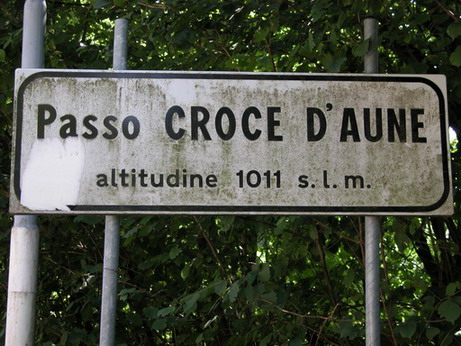 Passo CROCE D'AUNE
altitudine 1011 s.l.m.